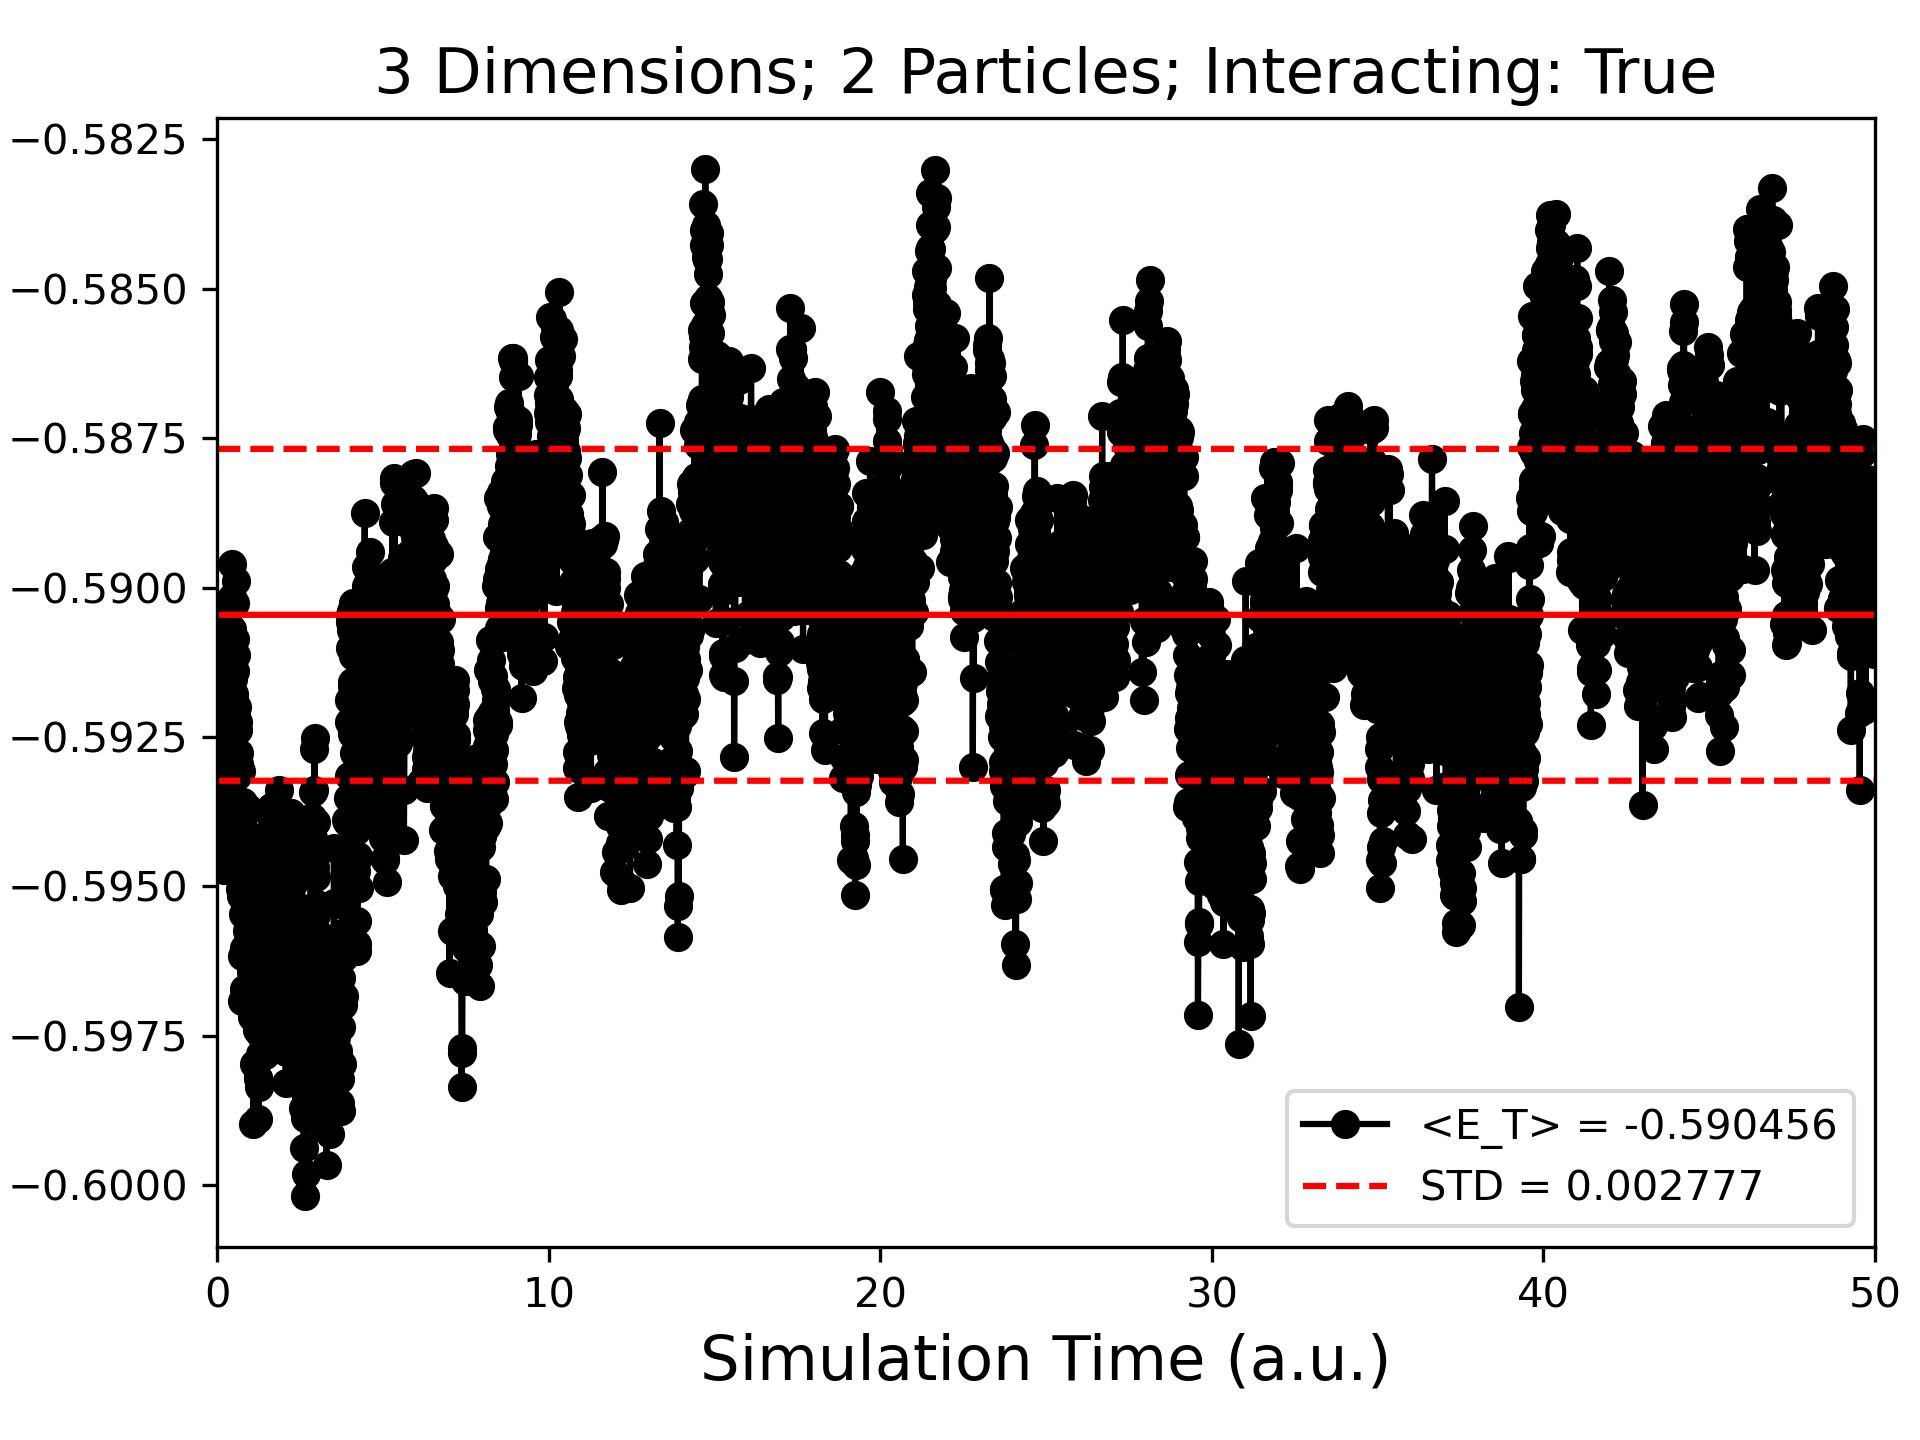 3 Dimensions; 2 Particles; Interacting: True
−0.5825
−0.5850
−0.5875
−0.5900
−0.5925
−0.5950
−0.5975
−0.6000
<E_T> = -0.590456
STD = 0.002777
0 10 20 30 40 50
Simulation Time (a.u.)